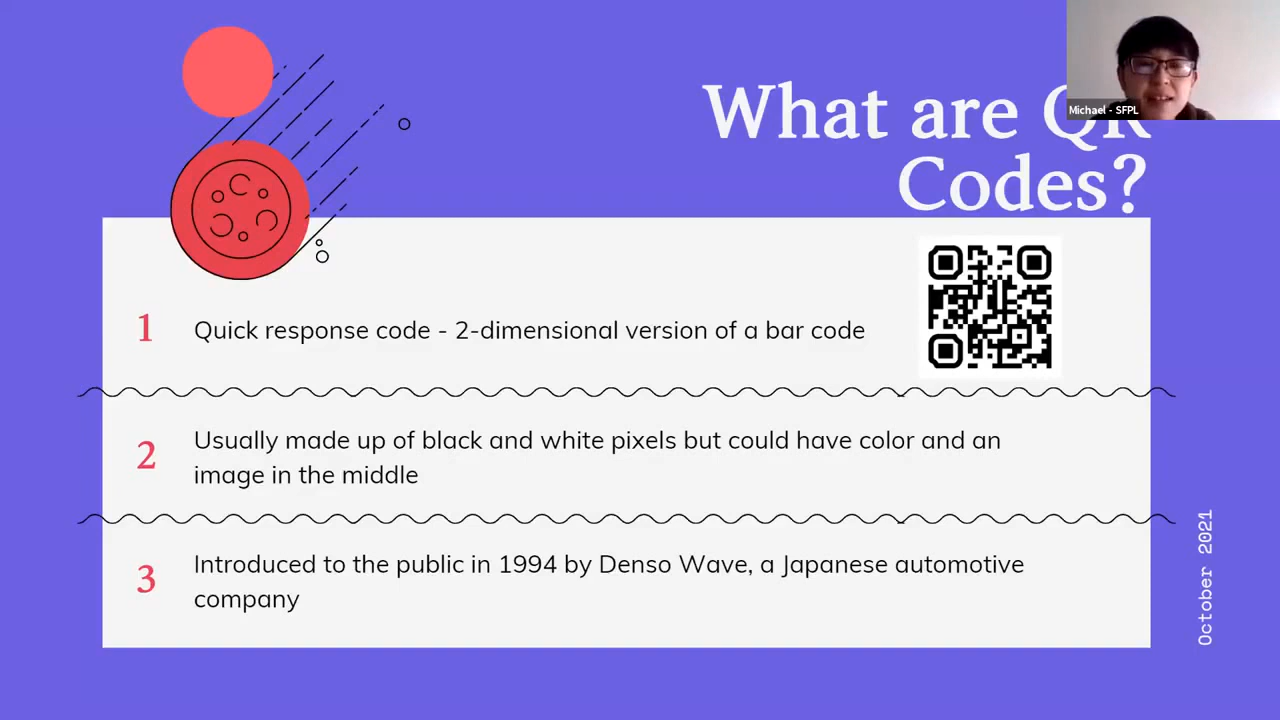 What are QR
Codes?
Michael - SFPL
1
Quick response code - 2-dimensional version of a bar code
2
Usually made up of black and white pixels but could have color and an
image in the middle
3
Introduced to the public in 1994 by Denso Wave, a Japanese automotive
company
October 2021